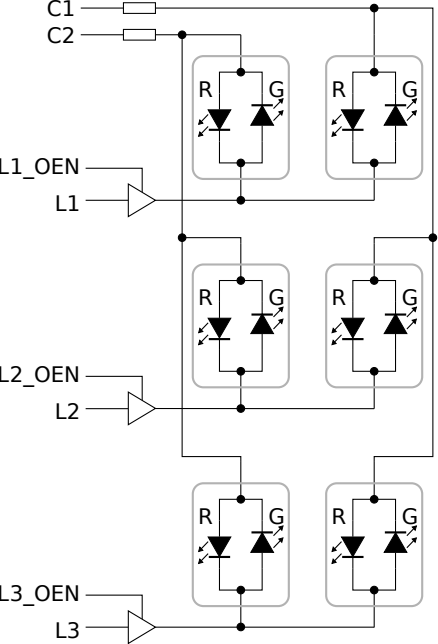 C1
C2
R G R G
L1_OEN
L1
R G R G
L2_OEN
L2
R G R G
L3_OEN
L3